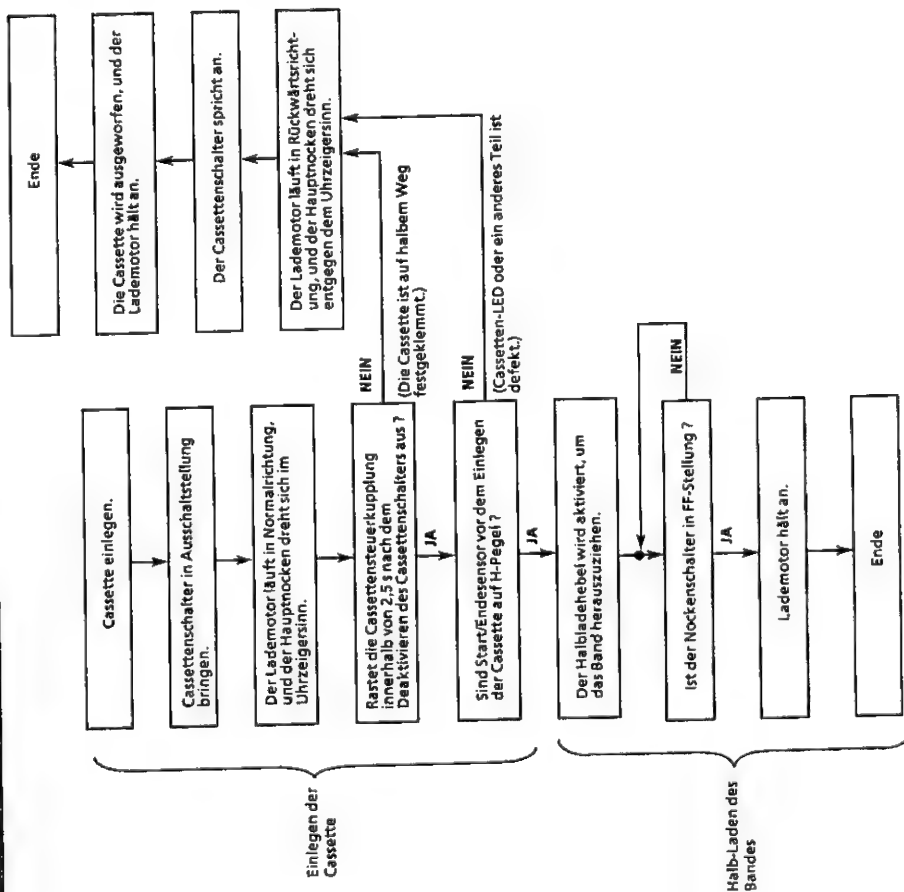 Einlegen der
Cassette
Cassette einlegen.
Cassettenschalter in Ausschaltstellung
bringen.
Der Lademotor läuft in Normalrichtung,
und der Hauptnocken dreht sich im
Uhrzeigersinn.
Rastet die Cassettensteuerkupplung
innerhalb von 2,5 s nach dem
Deaktivieren des Cassettenschalters aus ?
NEIN
(Die Cassette ist auf halbem Weg
festgeklemmt.)
JA
Sind Start/Endesensor vor dem Einlegen
der Cassette auf H-Pegel ?
NEIN
(Cassetten-LED oder ein anderes Teil ist
defekt.)
JA
Der Lademotor läuft in Rückwärtsricht-
ung, und der Hauptnocken dreht sich
entgegen dem Uhrzeigersinn.
Der Cassettenschalter spricht an.
Die Cassette wird ausgeworfen, und der
Lademotor hält an.
Ende
Halb-Laden des
Bandes
Der Halbladehebel wird aktiviert, um
das Band herauszuziehen.
Ist der Nockenschalter in FF-Stellung ?
NEIN
JA
Lademotor hält an.
Ende